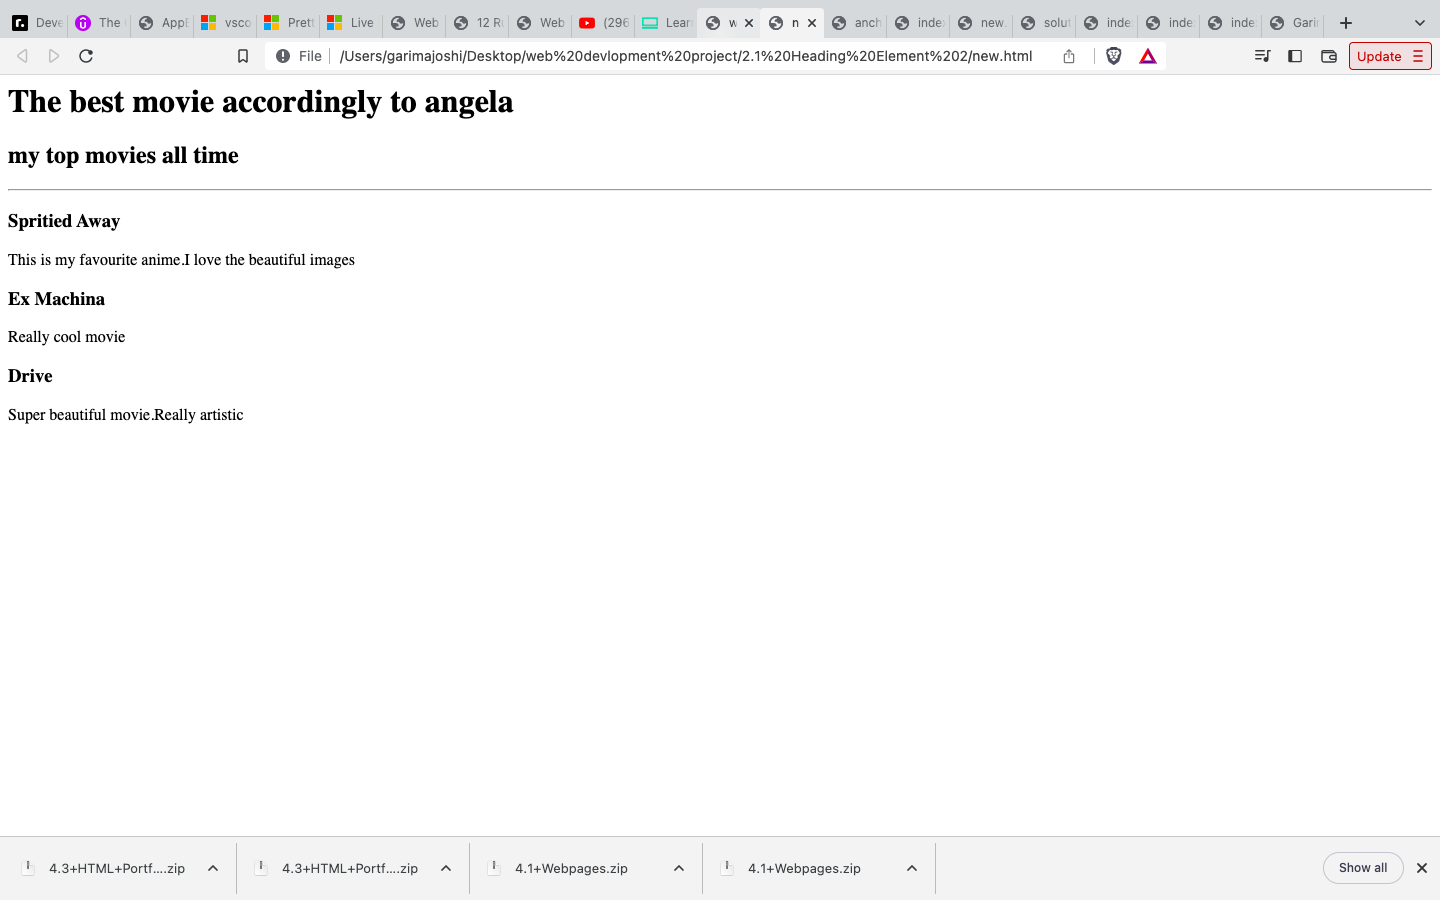 Deve The AppE vsco Prett Live Web 12 Ru Web (296 Lear w n anch inde new. solut inde inde inde Gari
File /Users/garimajoshi/Desktop/web%20devlopment%20project/2.1%20Heading%20Element%202/new.html Update
The best movie accordingly to angela
my top movies all time
Spritied Away
This is my favourite anime.I love the beautiful images
Ex Machina
Really cool movie
Drive
Super beautiful movie.Really artistic
4.3+HTML+Portf....zip 4.3+HTML+Portf....zip 4.1+Webpages.zip 4.1+Webpages.zip Show all